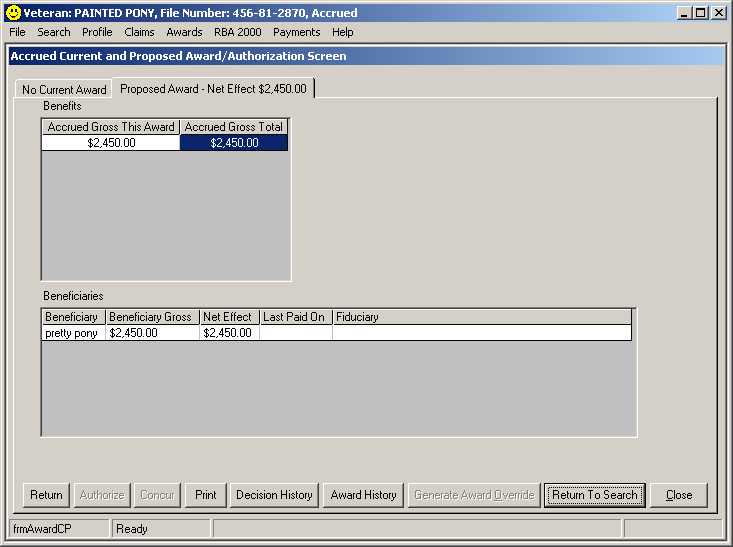 Veteran: PAINTED PONY, File Number: 456-81-2870, Accrued
File Search Profile Claims Awards RBA 2000 Payments Help
Accrued Current and Proposed Award/Authorization Screen
No Current Award Proposed Award - Net Effect $2,450.00
Benefits
Accrued Gross This Award Accrued Gross Total
$2,450.00 $2,450.00
Beneficiaries
Beneficiary Beneficiary Gross Net Effect Last Paid On Fiduciary
pretty pony $2,450.00 $2,450.00
Return Authorize Concur Print Decision History Award History Generate Award Override Return To Search Close
frmAwardCP Ready